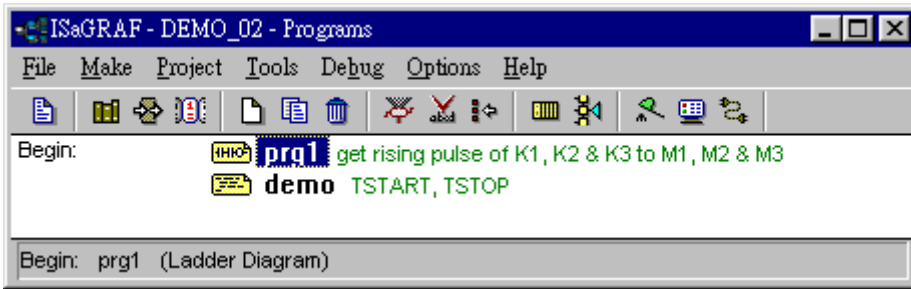 ISaGRAF - DEMO_02 - Programs
File Make Project Tools Debug Options Help
Begin: prg1 get rising pulse of K1, K2 & K3 to M1, M2 & M3
demo TSTART, TSTOP
Begin: prg1 (Ladder Diagram)